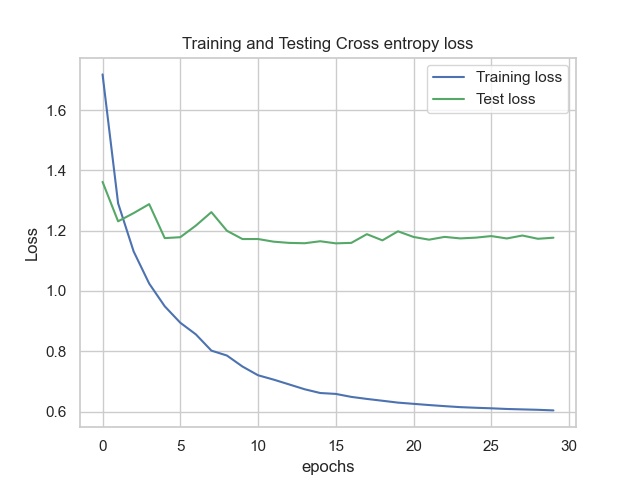 Training and Testing Cross entropy loss
Training loss
Test loss
Loss
1.6
1.4
1.2
1.0
0.8
0.6
0 5 10 15 20 25 30
epochs